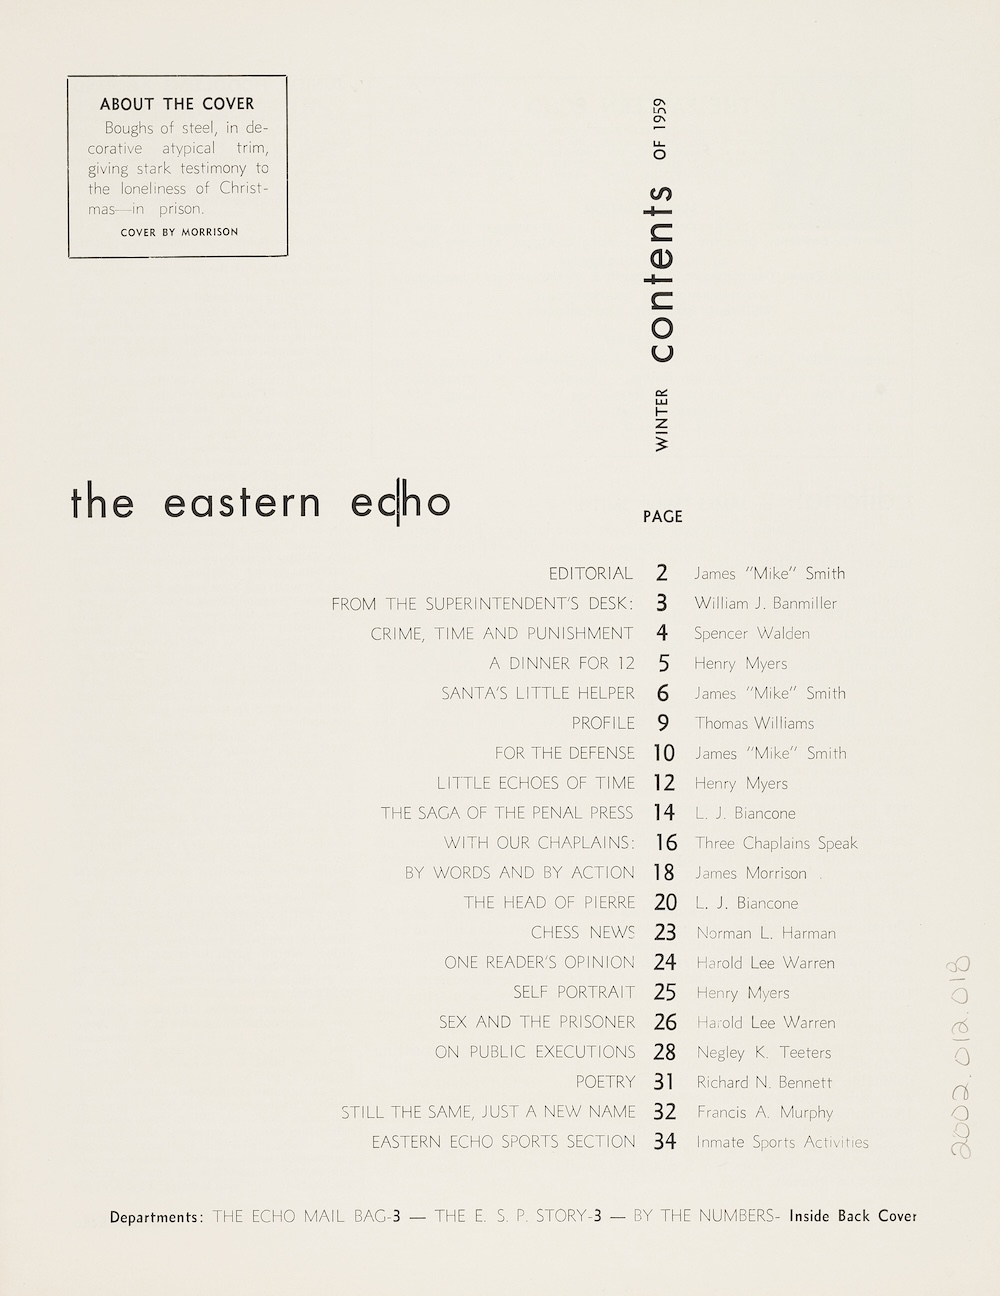 ABOUT THE COVER
Boughs of steel, in de-
corative atypical trim,
giving stark testimony to
the loneliness of Christ-
mas—in prison.
COVER BY MORRISON
WINTER contents OF 1959
the eastern echo
PAGE
EDITORIAL 2 James "Mike" Smith
FROM THE SUPERINTENDENT'S DESK: 3 William J. Banmiller
CRIME, TIME AND PUNISHMENT 4 Spencer Walden
A DINNER FOR 12 5 Henry Myers
SANTA'S LITTLE HELPER 6 James "Mike" Smith
PROFILE 9 Thomas Williams
FOR THE DEFENSE 10 James "Mike" Smith
LITTLE ECHOES OF TIME 12 Henry Myers
THE SAGA OF THE PENAL PRESS 14 L. J. Biancone
WITH OUR CHAPLAINS: 16 Three Chaplains Speak
BY WORDS AND BY ACTION 18 James Morrison
THE HEAD OF PIERRE 20 L. J. Biancone
CHESS NEWS 23 Norman L. Harman
ONE READER'S OPINION 24 Harold Lee Warren
SELF PORTRAIT 25 Henry Myers
SEX AND THE PRISONER 26 Harold Lee Warren
ON PUBLIC EXECUTIONS 28 Negley K. Teeters
POETRY 31 Richard N. Bennett
STILL THE SAME, JUST A NEW NAME 32 Francis A. Murphy
EASTERN ECHO SPORTS SECTION 34 Inmate Sports Activities
Departments: THE ECHO MAIL BAG-3 — THE E. S. P. STORY-3 — BY THE NUMBERS- Inside Back Cover
2002.012.018